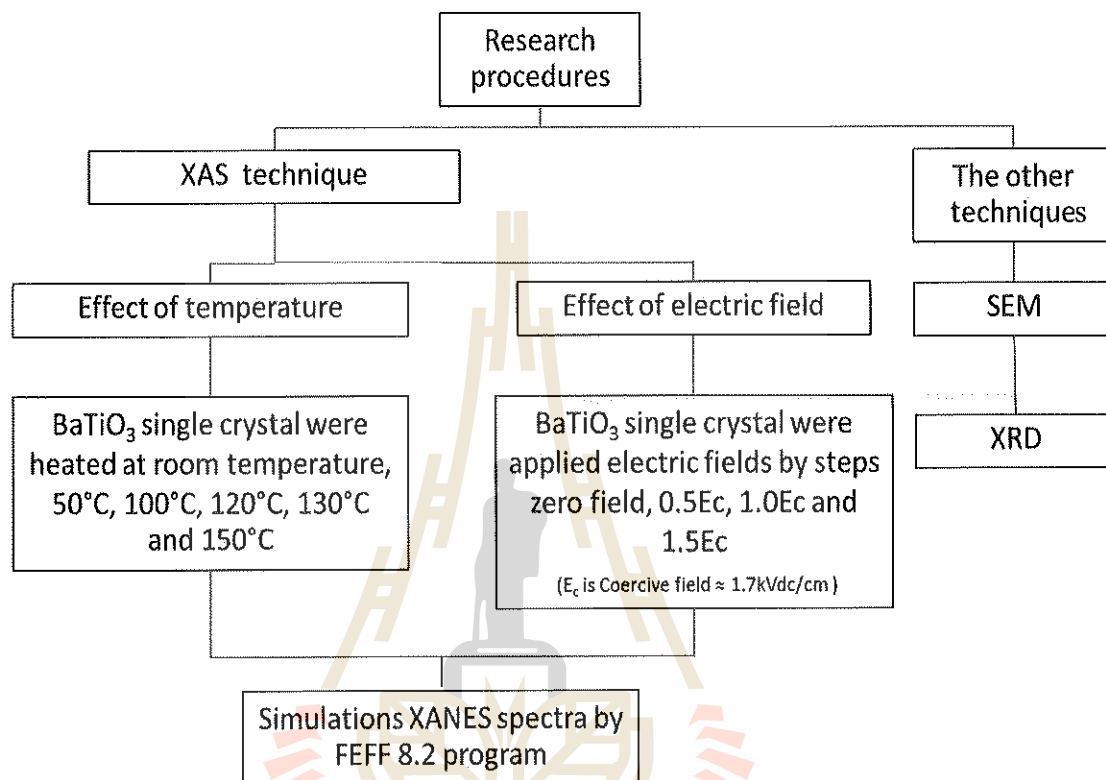 Research
procedures
XAS technique
The other
techniques
Effect of temperature
Effect of electric field
SEM
BaTiO₃ single crystal were
heated at room temperature,
50°C, 100°C, 120°C, 130°C
and 150°C
BaTiO₃ single crystal were
applied electric fields by steps
zero field, 0.5Ec, 1.0Ec and
1.5Ec
(E꜀ is Coercive field ≈ 1.7kVdc/cm )
XRD
Simulations XANES spectra by
FEFF 8.2 program